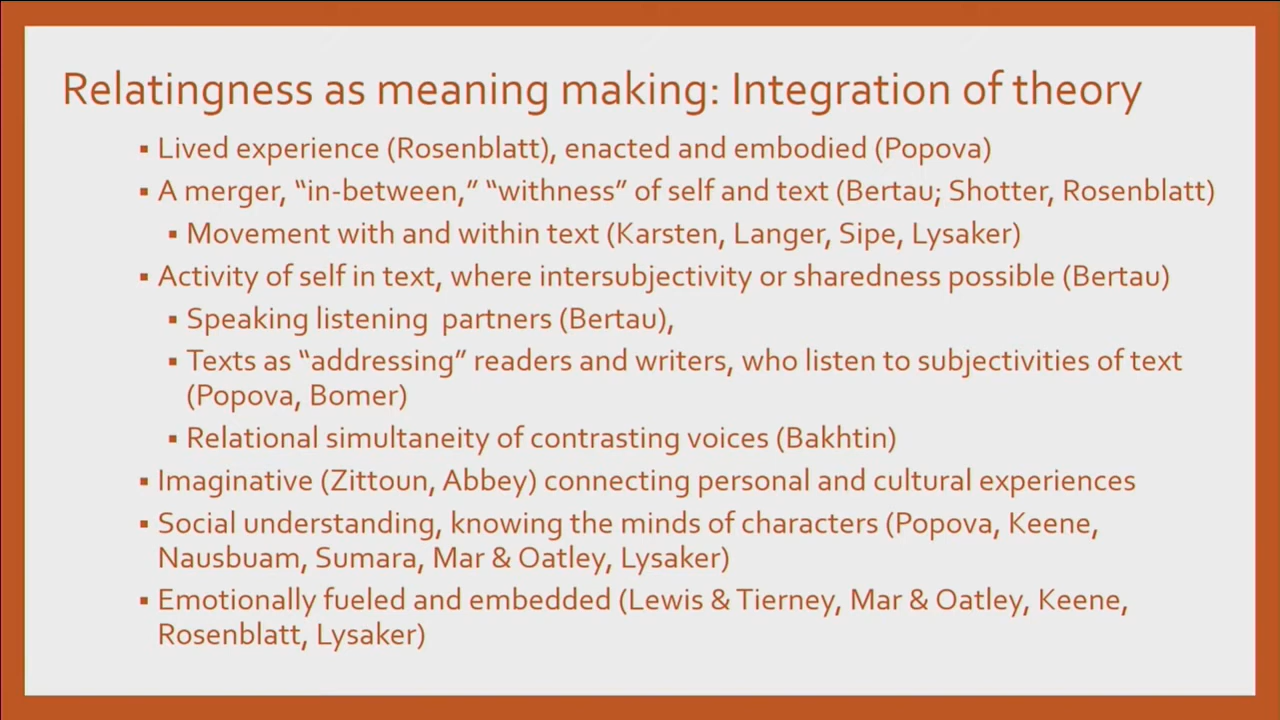 Relatingness as meaning making: Integration of theory
▪ Lived experience (Rosenblatt), enacted and embodied (Popova)
▪ A merger, “in-between,” “withness” of self and text (Bertau; Shotter, Rosenblatt)
▪ Movement with and within text (Karsten, Langer, Sipe, Lysaker)
▪ Activity of self in text, where intersubjectivity or sharedness possible (Bertau)
▪ Speaking listening  partners (Bertau),
▪ Texts as “addressing” readers and writers, who listen to subjectivities of text
(Popova, Bomer)
▪ Relational simultaneity of contrasting voices (Bakhtin)
▪ Imaginative (Zittoun, Abbey) connecting personal and cultural experiences
▪ Social understanding, knowing the minds of characters (Popova, Keene,
Nausbuam, Sumara, Mar & Oatley, Lysaker)
▪ Emotionally fueled and embedded (Lewis & Tierney, Mar & Oatley, Keene,
Rosenblatt, Lysaker)